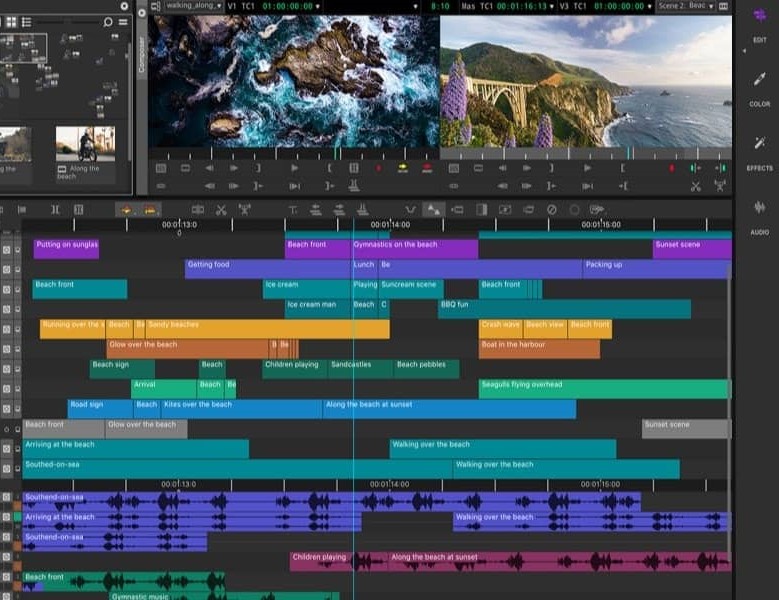 walking_along_ V1 TC1 01:00:00:00 8:10 Mas TC1 00:01:16:13 V3 TC1 01:00:00:00 Scene 2: Beac
Composer
EDIT
COLOR
EFFECTS
AUDIO
ng the
Along the
beach
00:01:13:0 00:01:14:00 00:01:15:00
0
Putting on sunglas Beach front Gymnastics on the beach Sunset scene
Getting food Lunch Be Packing up
Beach front Ice cream Playing Suncream scene Beach front
Ice cream man Beach C BBQ fun
Running over the s Beach Be Sandy beaches Crash wave Beach view Beach front
Glow over the beach B Be Boat in the harbour
Beach sign Beach Children playing Sandcastles Beach pebbles
Arrival Beach Be Seagulls flying overhead
Road sign Beach Kites over the beach Along the beach at sunset
Beach front Glow over the beach Sunset scene
Arriving at the beach Walking over the beach
Southed-on-sea Walking over the beach
00:01:13:0 00:01:14:00 00:01:15:00
Southend-on-sea
Arriving at the beach Walking over the beach
Southend-on-sea
Children playing Along the beach at sunset
Beach front
Gymnastic music